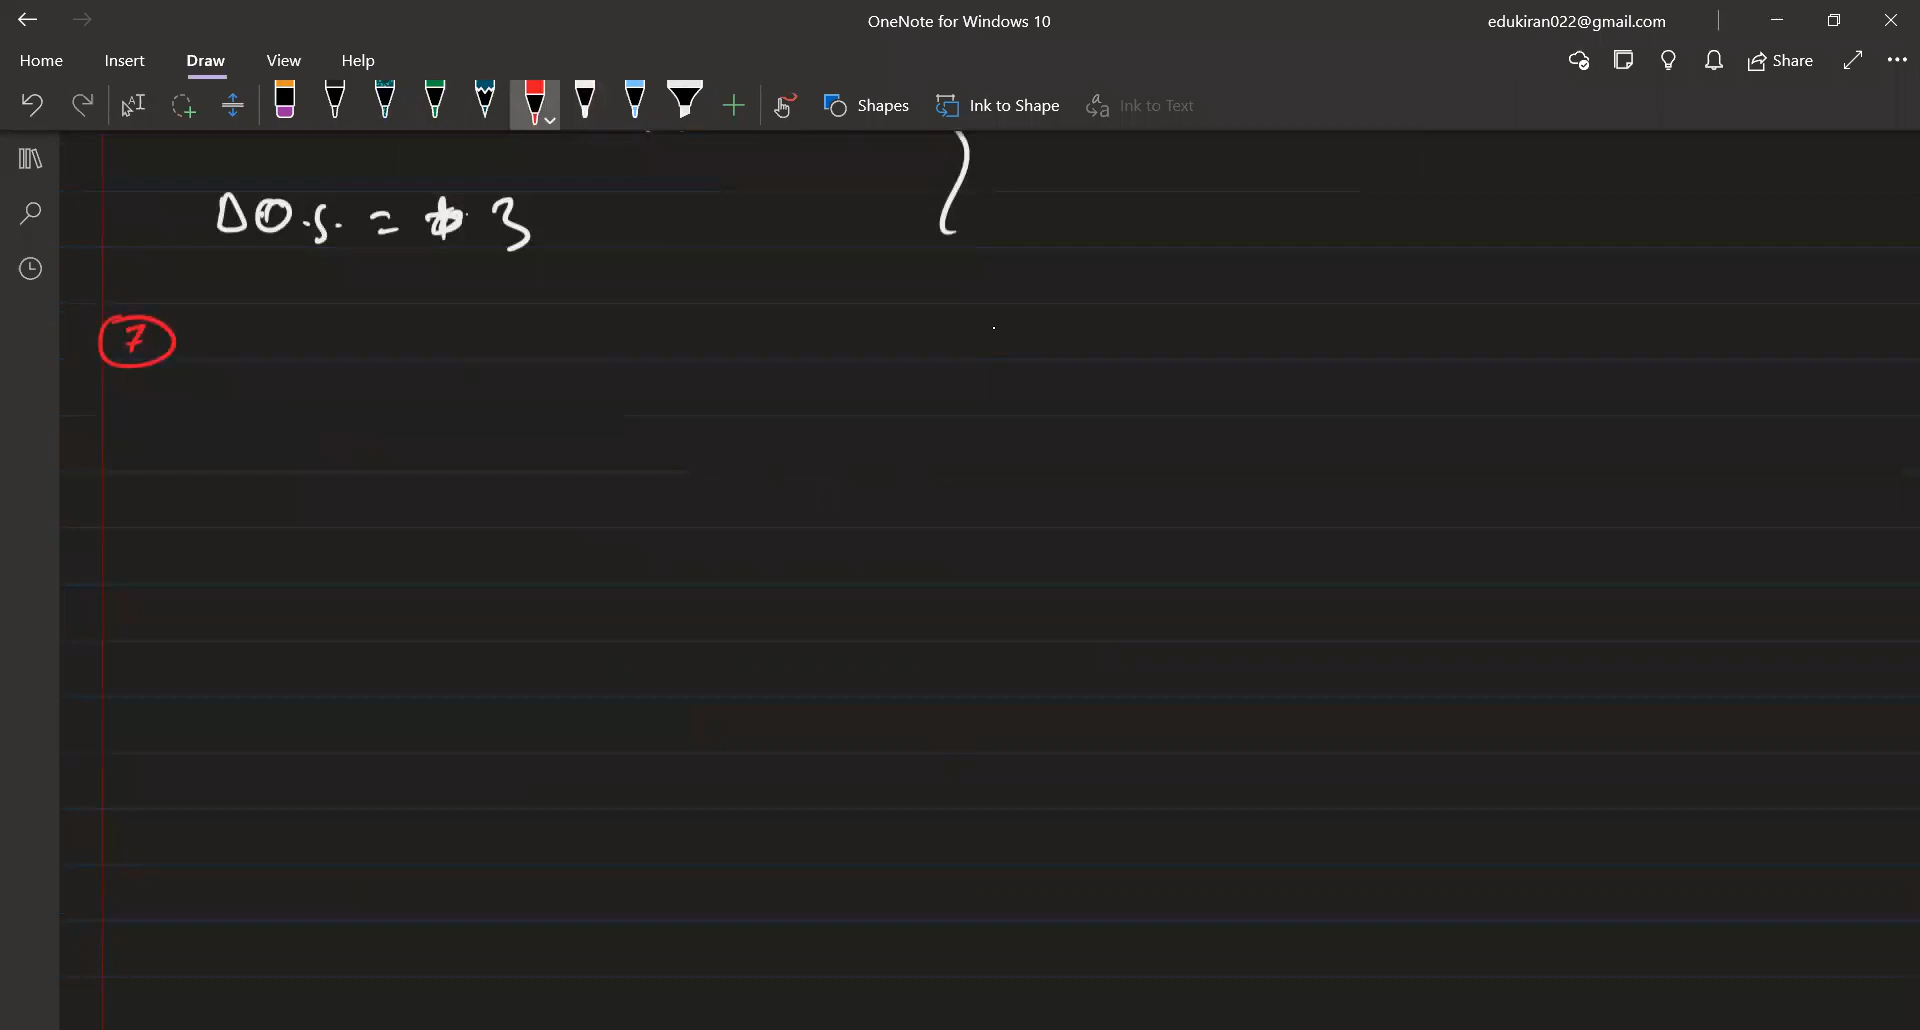 OneNote for Windows 10
edukiran022@gmail.com
Home Insert Draw View Help
Share
Shapes Ink to Shape Ink to Text
ΔO.S. = 3
7